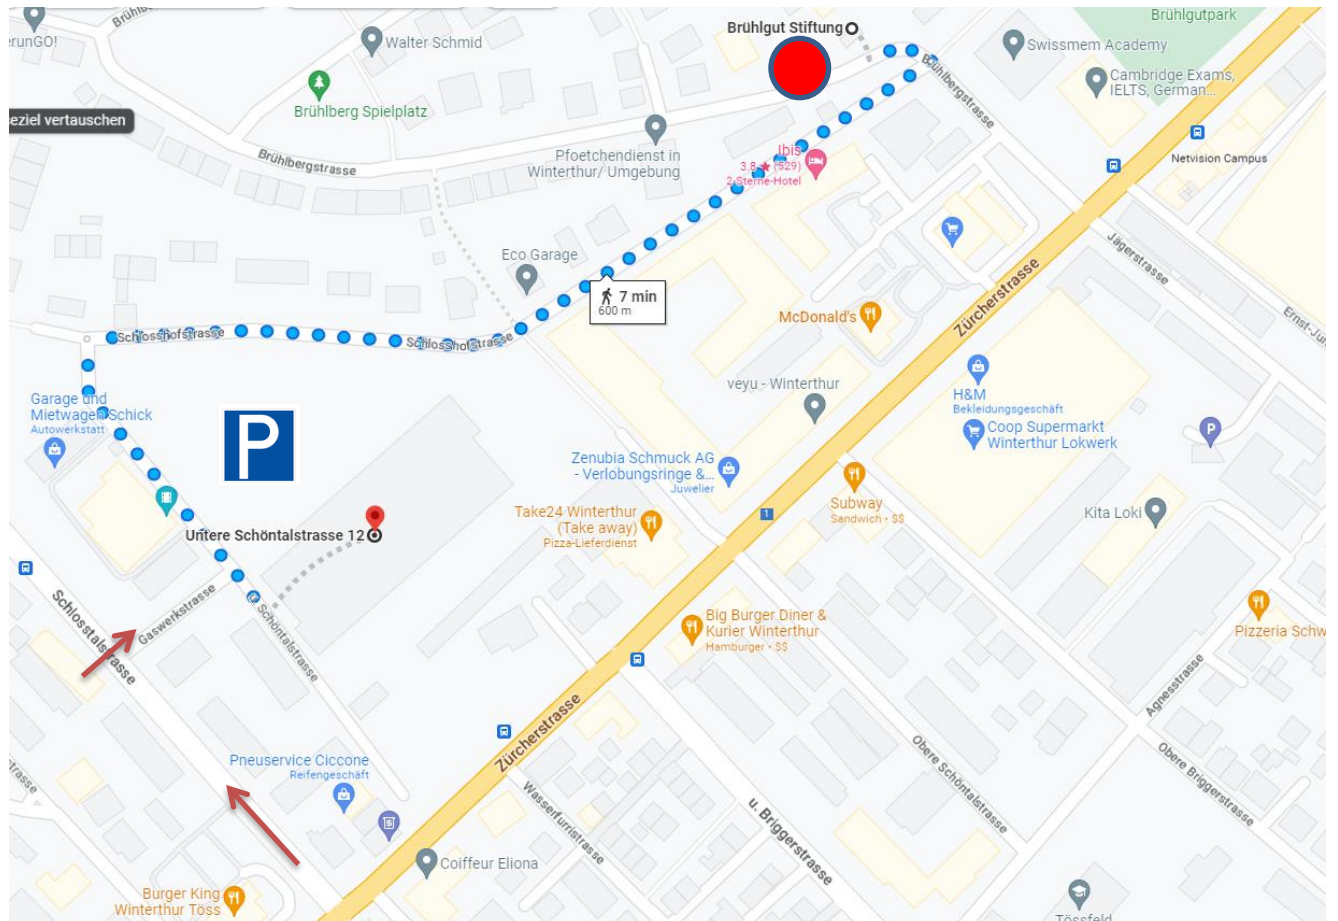 Brühlgutpark
Brühlgut Stiftung
Walter Schmid
Swissmem Academy
Cambridge Exams,
IELTS, German...
Brühlberg Spielplatz
eziel vertauschen
Brühlbergstrasse
Brühlbergstrasse
Pfoetchendienst in
Winterthur/ Umgebung
Ibis
3.8 ★ (529)
2-Sterne-Hotel
Netvision Campus
Jägerstrasse
Eco Garage
7 min
600 m
Zürcherstrasse
McDonald's
Schlosshofstrasse
Schlosshofstrasse
veyu - Winterthur
H&M
Bekleidungsgeschäft
Coop Supermarkt
Winterthur Lokwerk
P
Garage und
Mietwagen Schick
Autowerkstatt
P
Zenubia Schmuck AG
- Verlobungsringe &...
Juwelier
Subway
Sandwich • $$
Kita Loki
Take24 Winterthur
(Take away)
Pizza-Lieferdienst
1
Untere Schöntalstrasse 12
Schlosstalstrasse
Gaswerkstrasse
Schöntalstrasse
Big Burger Diner &
Kurier Winterthur
Hamburger • $$
Pizzeria Schw
Agnesstrasse
Zürcherstrasse
Pneuservice Ciccone
Reifengeschäft
Wasserfurristrasse
u. Briggerstrasse
Obere Schöntalstrasse
Obere Briggerstrasse
Coiffeur Eliona
Burger King
Winterthur Töss
Tössfeld